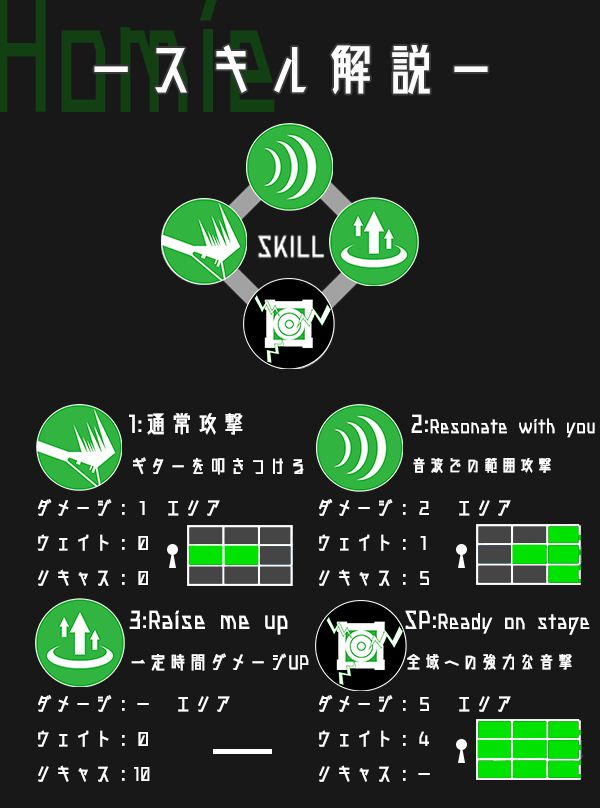 Homie
ースキル解説ー
SKILL
1:通常攻撃
ギターを叩きつける
ダメージ：1 エリア
ウェイト：0
リキャス：0
2:Resonate with you
音波での範囲攻撃
ダメージ：2 エリア
ウェイト：1
リキャス：5
3:Raise me up
一定時間ダメージUP
ダメージ：ー エリア
ウェイト：0
リキャス：10
SP:Ready on stage
全域への強力な音撃
ダメージ：5 エリア
ウェイト：4
リキャス：ー